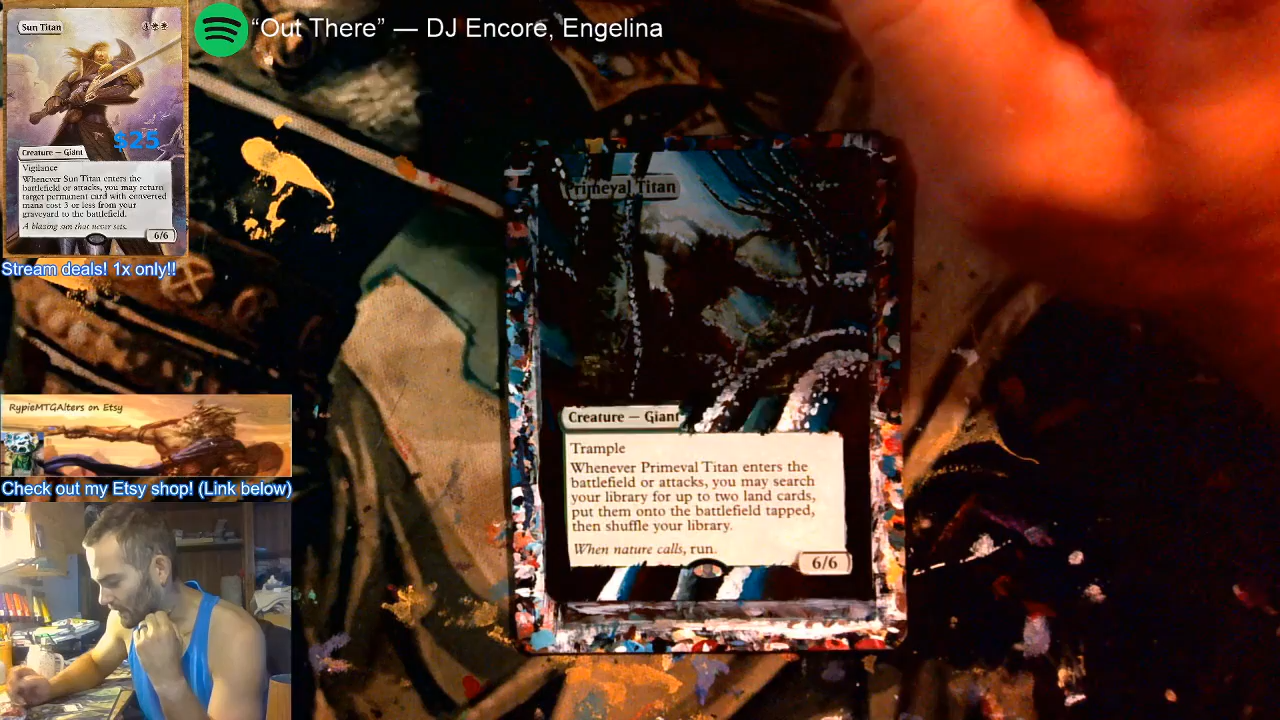 Sun Titan
$25
Creature — Giant
Vigilance
Whenever Sun Titan enters the
battlefield or attacks, you may return
target permanent card with converted
mana cost 3 or less from your
graveyard to the battlefield.
A blazing sun that never sets.
6/6
Stream deals! 1x only!!
“Out There” — DJ Encore, Engelina
Primeval Titan
Creature — Giant
Trample
Whenever Primeval Titan enters the
battlefield or attacks, you may search
your library for up to two land cards,
put them onto the battlefield tapped,
then shuffle your library.
When nature calls, run.
6/6
RypieMTGAlters on Etsy
Check out my Etsy shop! (Link below)